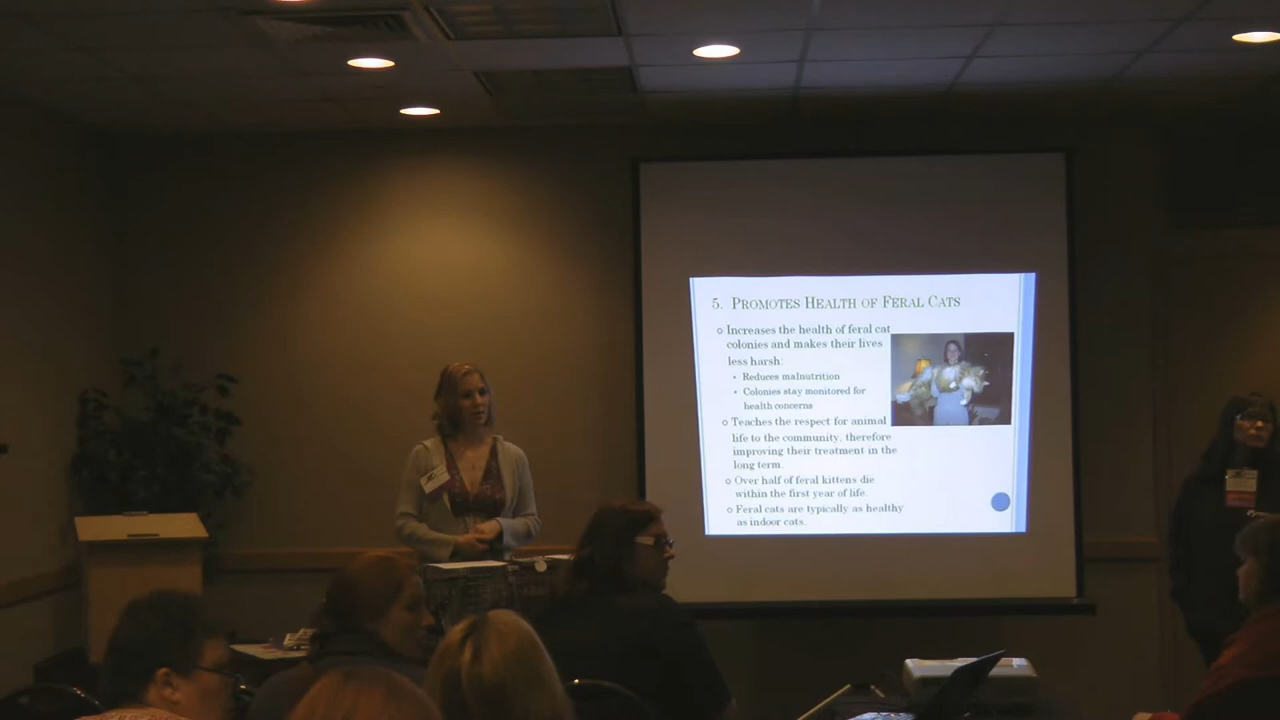 5. Promotes Health of Feral Cats
Increases the health of feral cat
colonies and makes their lives
less harsh:
Reduces malnutrition
Colonies stay monitored for
health concerns
Teaches the respect for animal
life to the community, therefore
improving their treatment in the
long term.
Over half of feral kittens die
within the first year of life.
Feral cats are typically as healthy
as indoor cats.